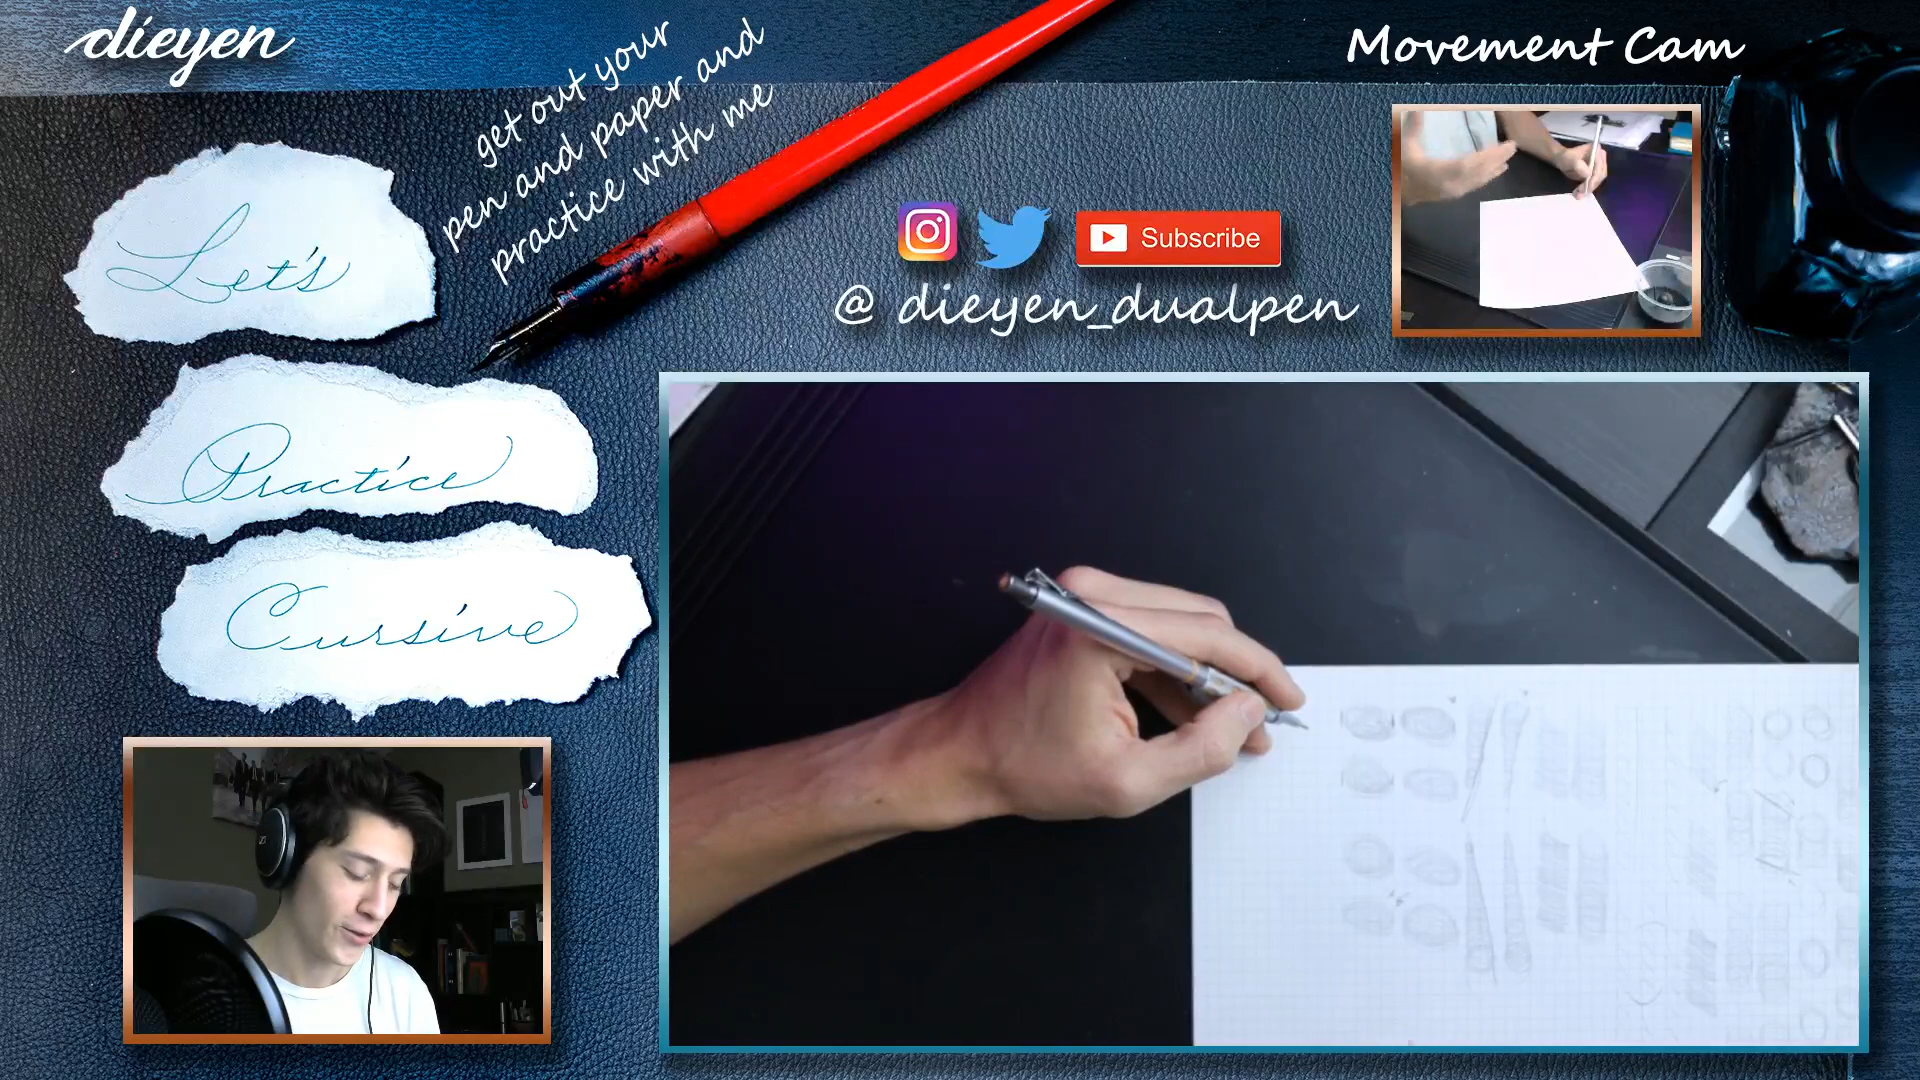 dieyen
get out your
pen and paper and
practice with me
Movement Cam
Let's
Practice
Cursive
Subscribe
@ dieyen_dualpen